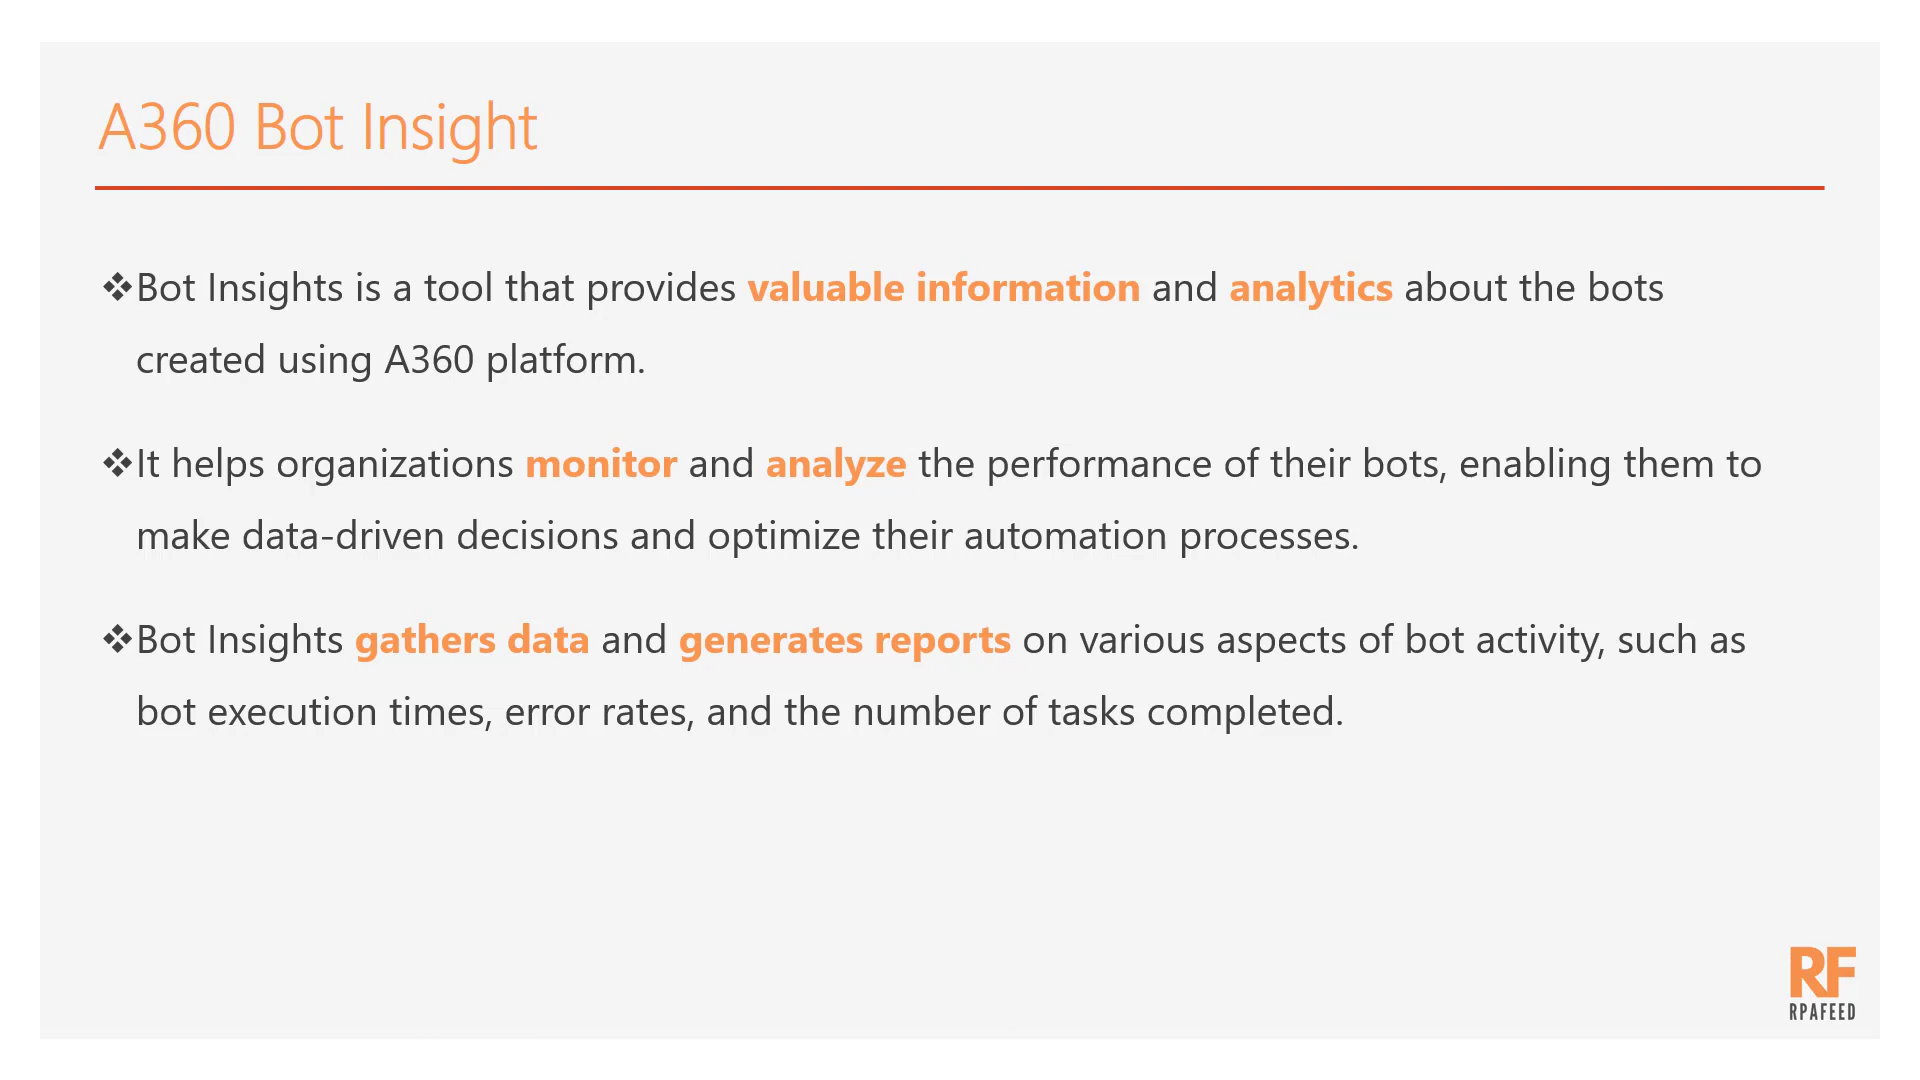 A360 Bot Insight
❖Bot Insights is a tool that provides valuable information and analytics about the bots
created using A360 platform.
❖It helps organizations monitor and analyze the performance of their bots, enabling them to
make data-driven decisions and optimize their automation processes.
❖Bot Insights gathers data and generates reports on various aspects of bot activity, such as
bot execution times, error rates, and the number of tasks completed.
RF
RPAFEED